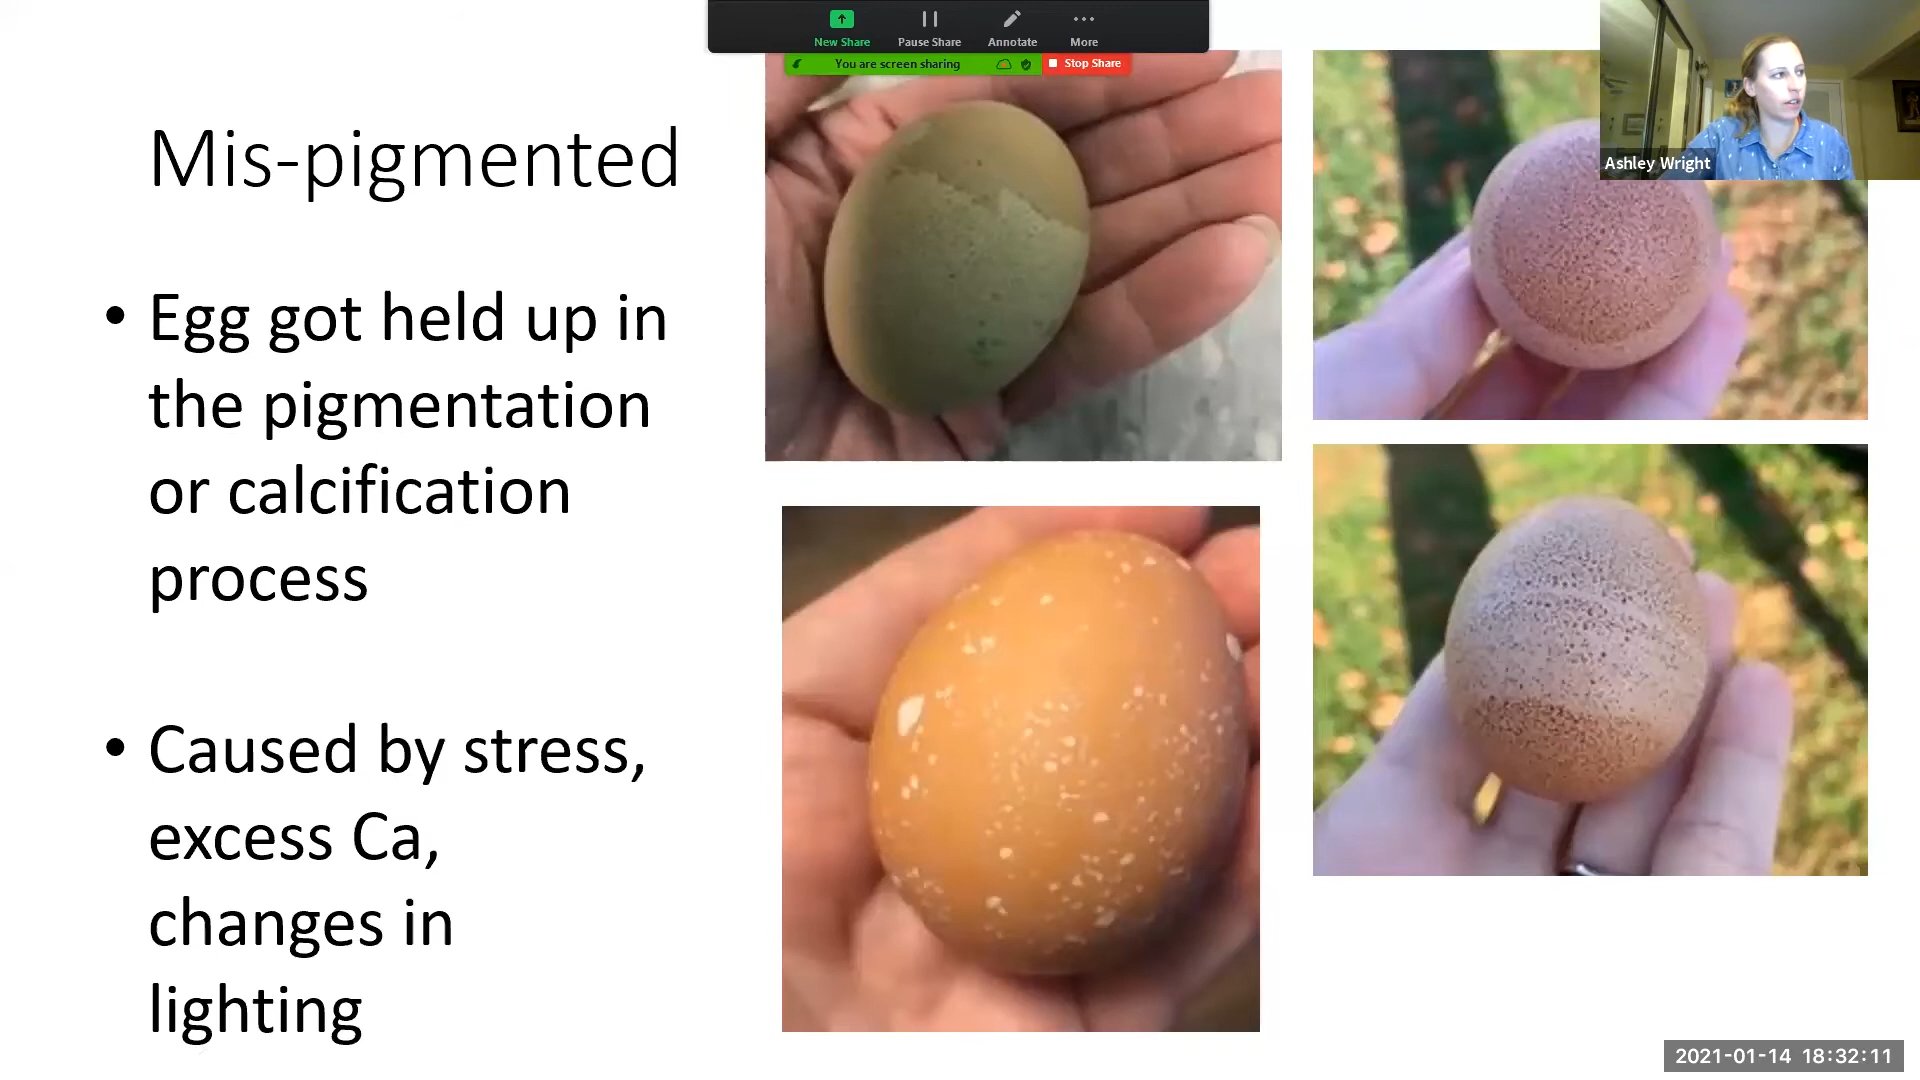 New Share
Pause Share
Annotate
More
You are screen sharing
Stop Share
Ashley Wright
Mis-pigmented
• Egg got held up in
the pigmentation
or calcification
process
• Caused by stress,
excess Ca,
changes in
lighting
2021-01-14 18:32:11